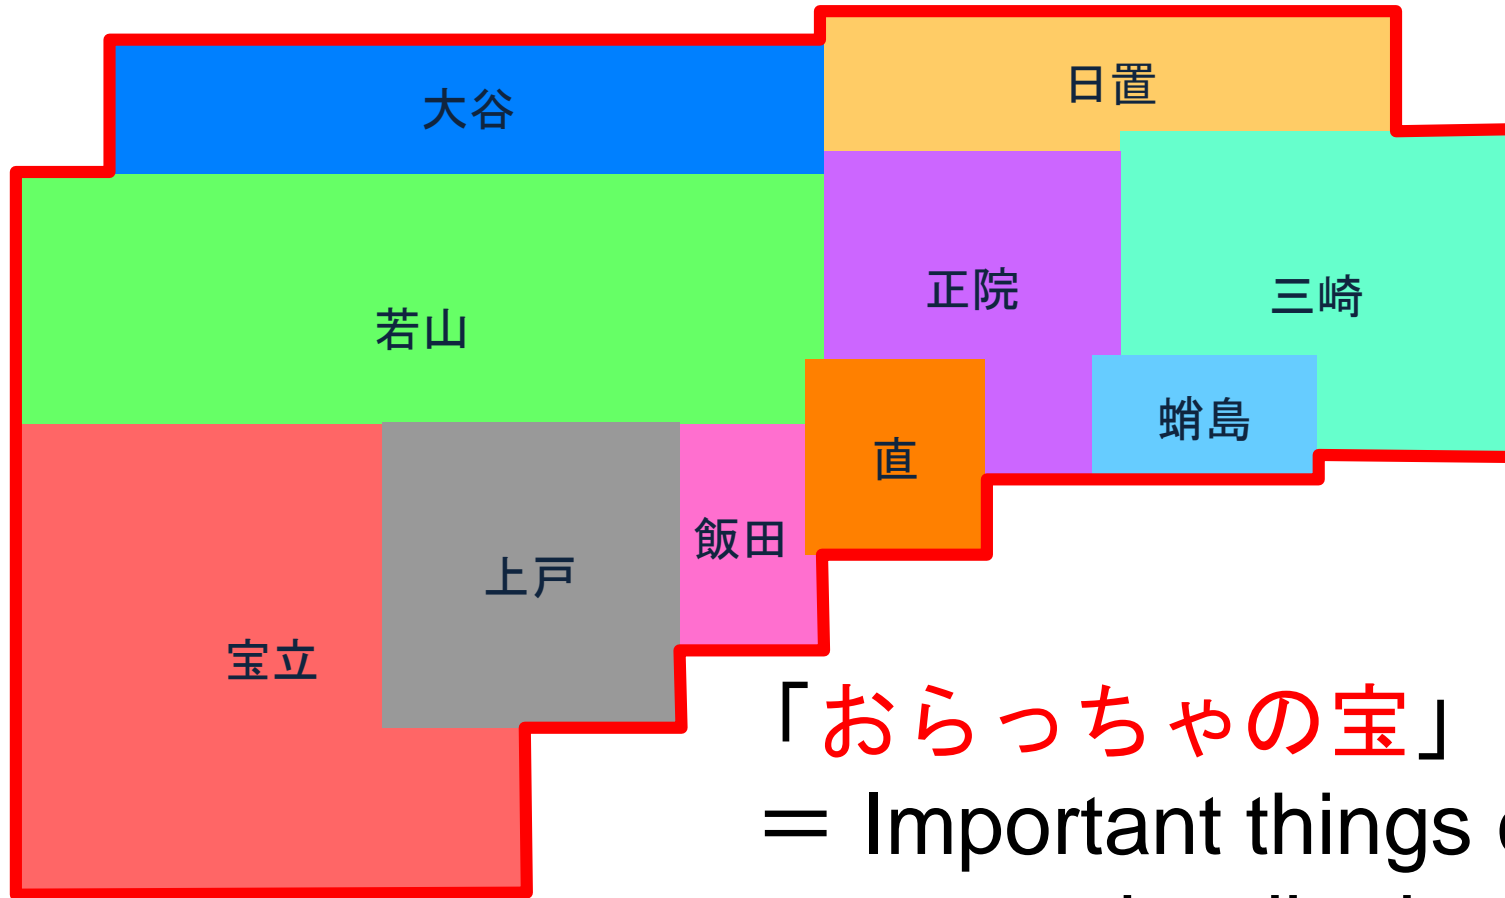 日置
大谷
正院
三崎
若山
蛸島
直
飯田
上戸
宝立
「おらっちゃの宝」
＝ Important things